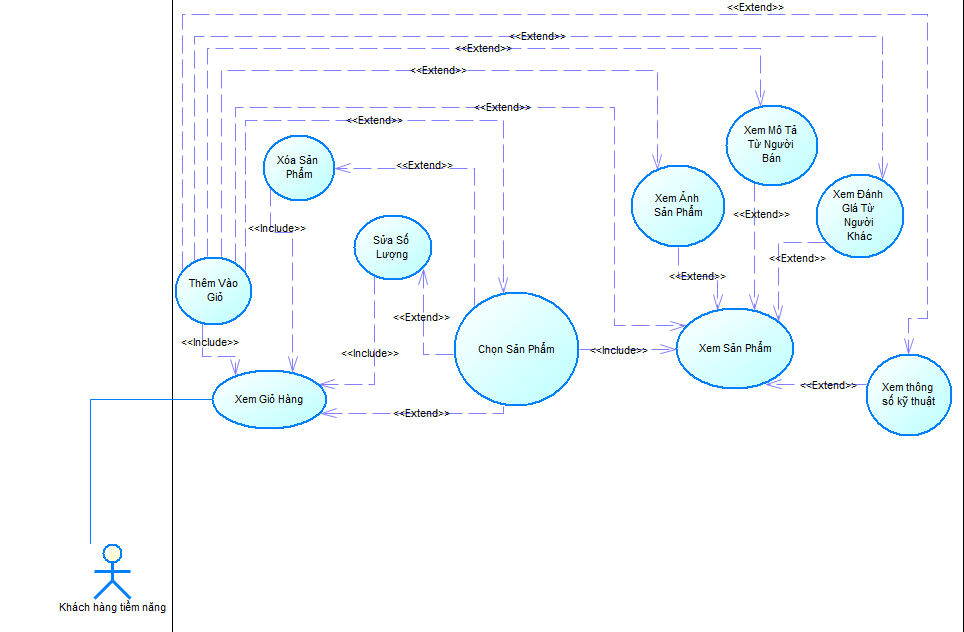 <<Extend>>
<<Extend>>
<<Extend>>
<<Extend>>
<<Extend>>
<<Extend>>
Xem Mô Tả
Từ Người
Bán
Xóa Sản
Phẩm
<<Extend>>
Xem Ảnh
Sản Phẩm
Xem Đánh
Giá Từ
Người
Khác
<<Extend>>
<<Include>>
Sửa Số
Lượng
<<Extend>>
<<Extend>>
Thêm Vào
Giỏ
<<Extend>>
<<Include>>
<<Include>>
Chọn Sản Phẩm
<<Include>>
Xem Sản Phẩm
<<Extend>>
Xem thông
số kỹ thuật
Xem Giỏ Hàng
<<Extend>>
Khách hàng tiềm năng